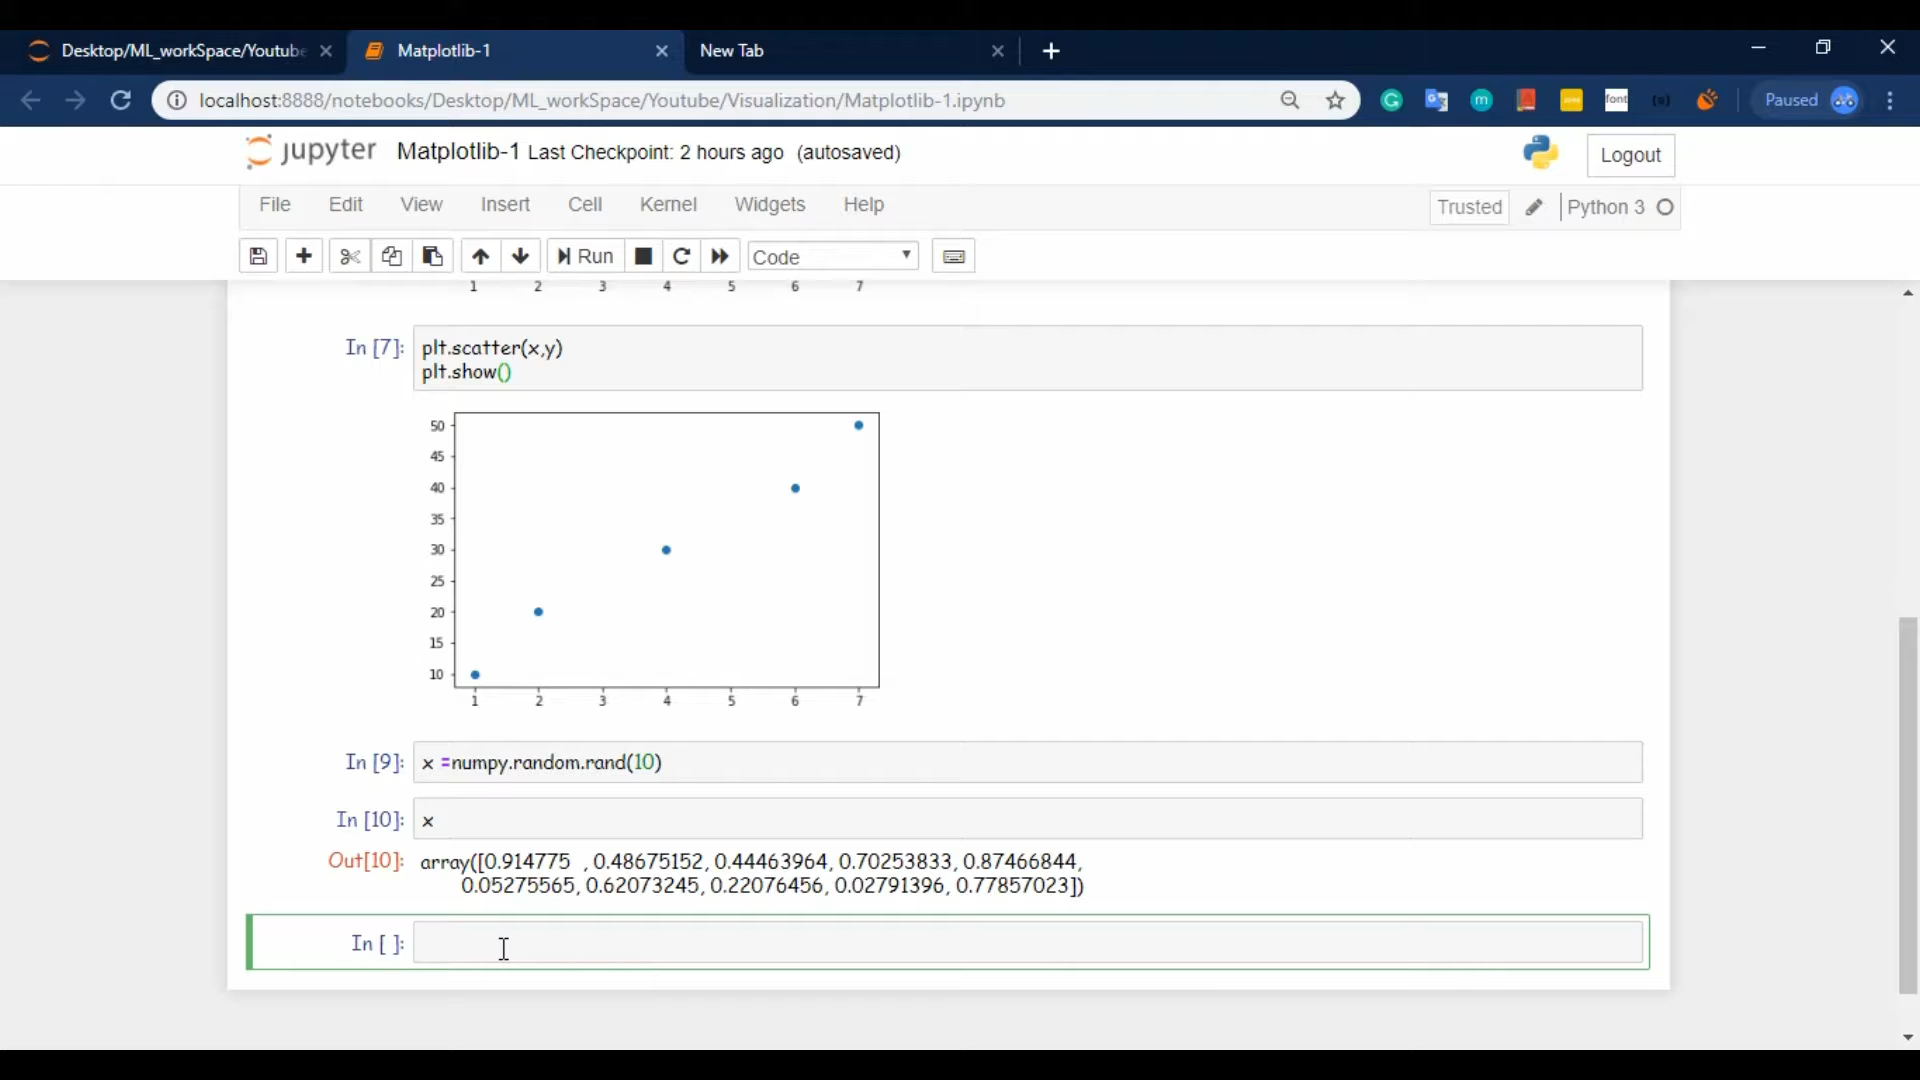 Desktop/ML_workSpace/Youtube
Matplotlib-1
New Tab
localhost:8888/notebooks/Desktop/ML_workSpace/Youtube/Visualization/Matplotlib-1.ipynb
font
Paused
jupyter Matplotlib-1 Last Checkpoint: 2 hours ago (autosaved)
Logout
File Edit View Insert Cell Kernel Widgets Help
Trusted Python 3
Run Code
1 2 3 4 5 6 7
In [7]: plt.scatter(x,y)
plt.show()
50
45
40
35
30
25
20
15
10
1 2 3 4 5 6 7
In [9]: x =numpy.random.rand(10)
In [10]: x
Out[10]: array([0.914775 , 0.48675152, 0.44463964, 0.70253833, 0.87466844,
0.05275565, 0.62073245, 0.22076456, 0.02791396, 0.77857023])
In [ ]: